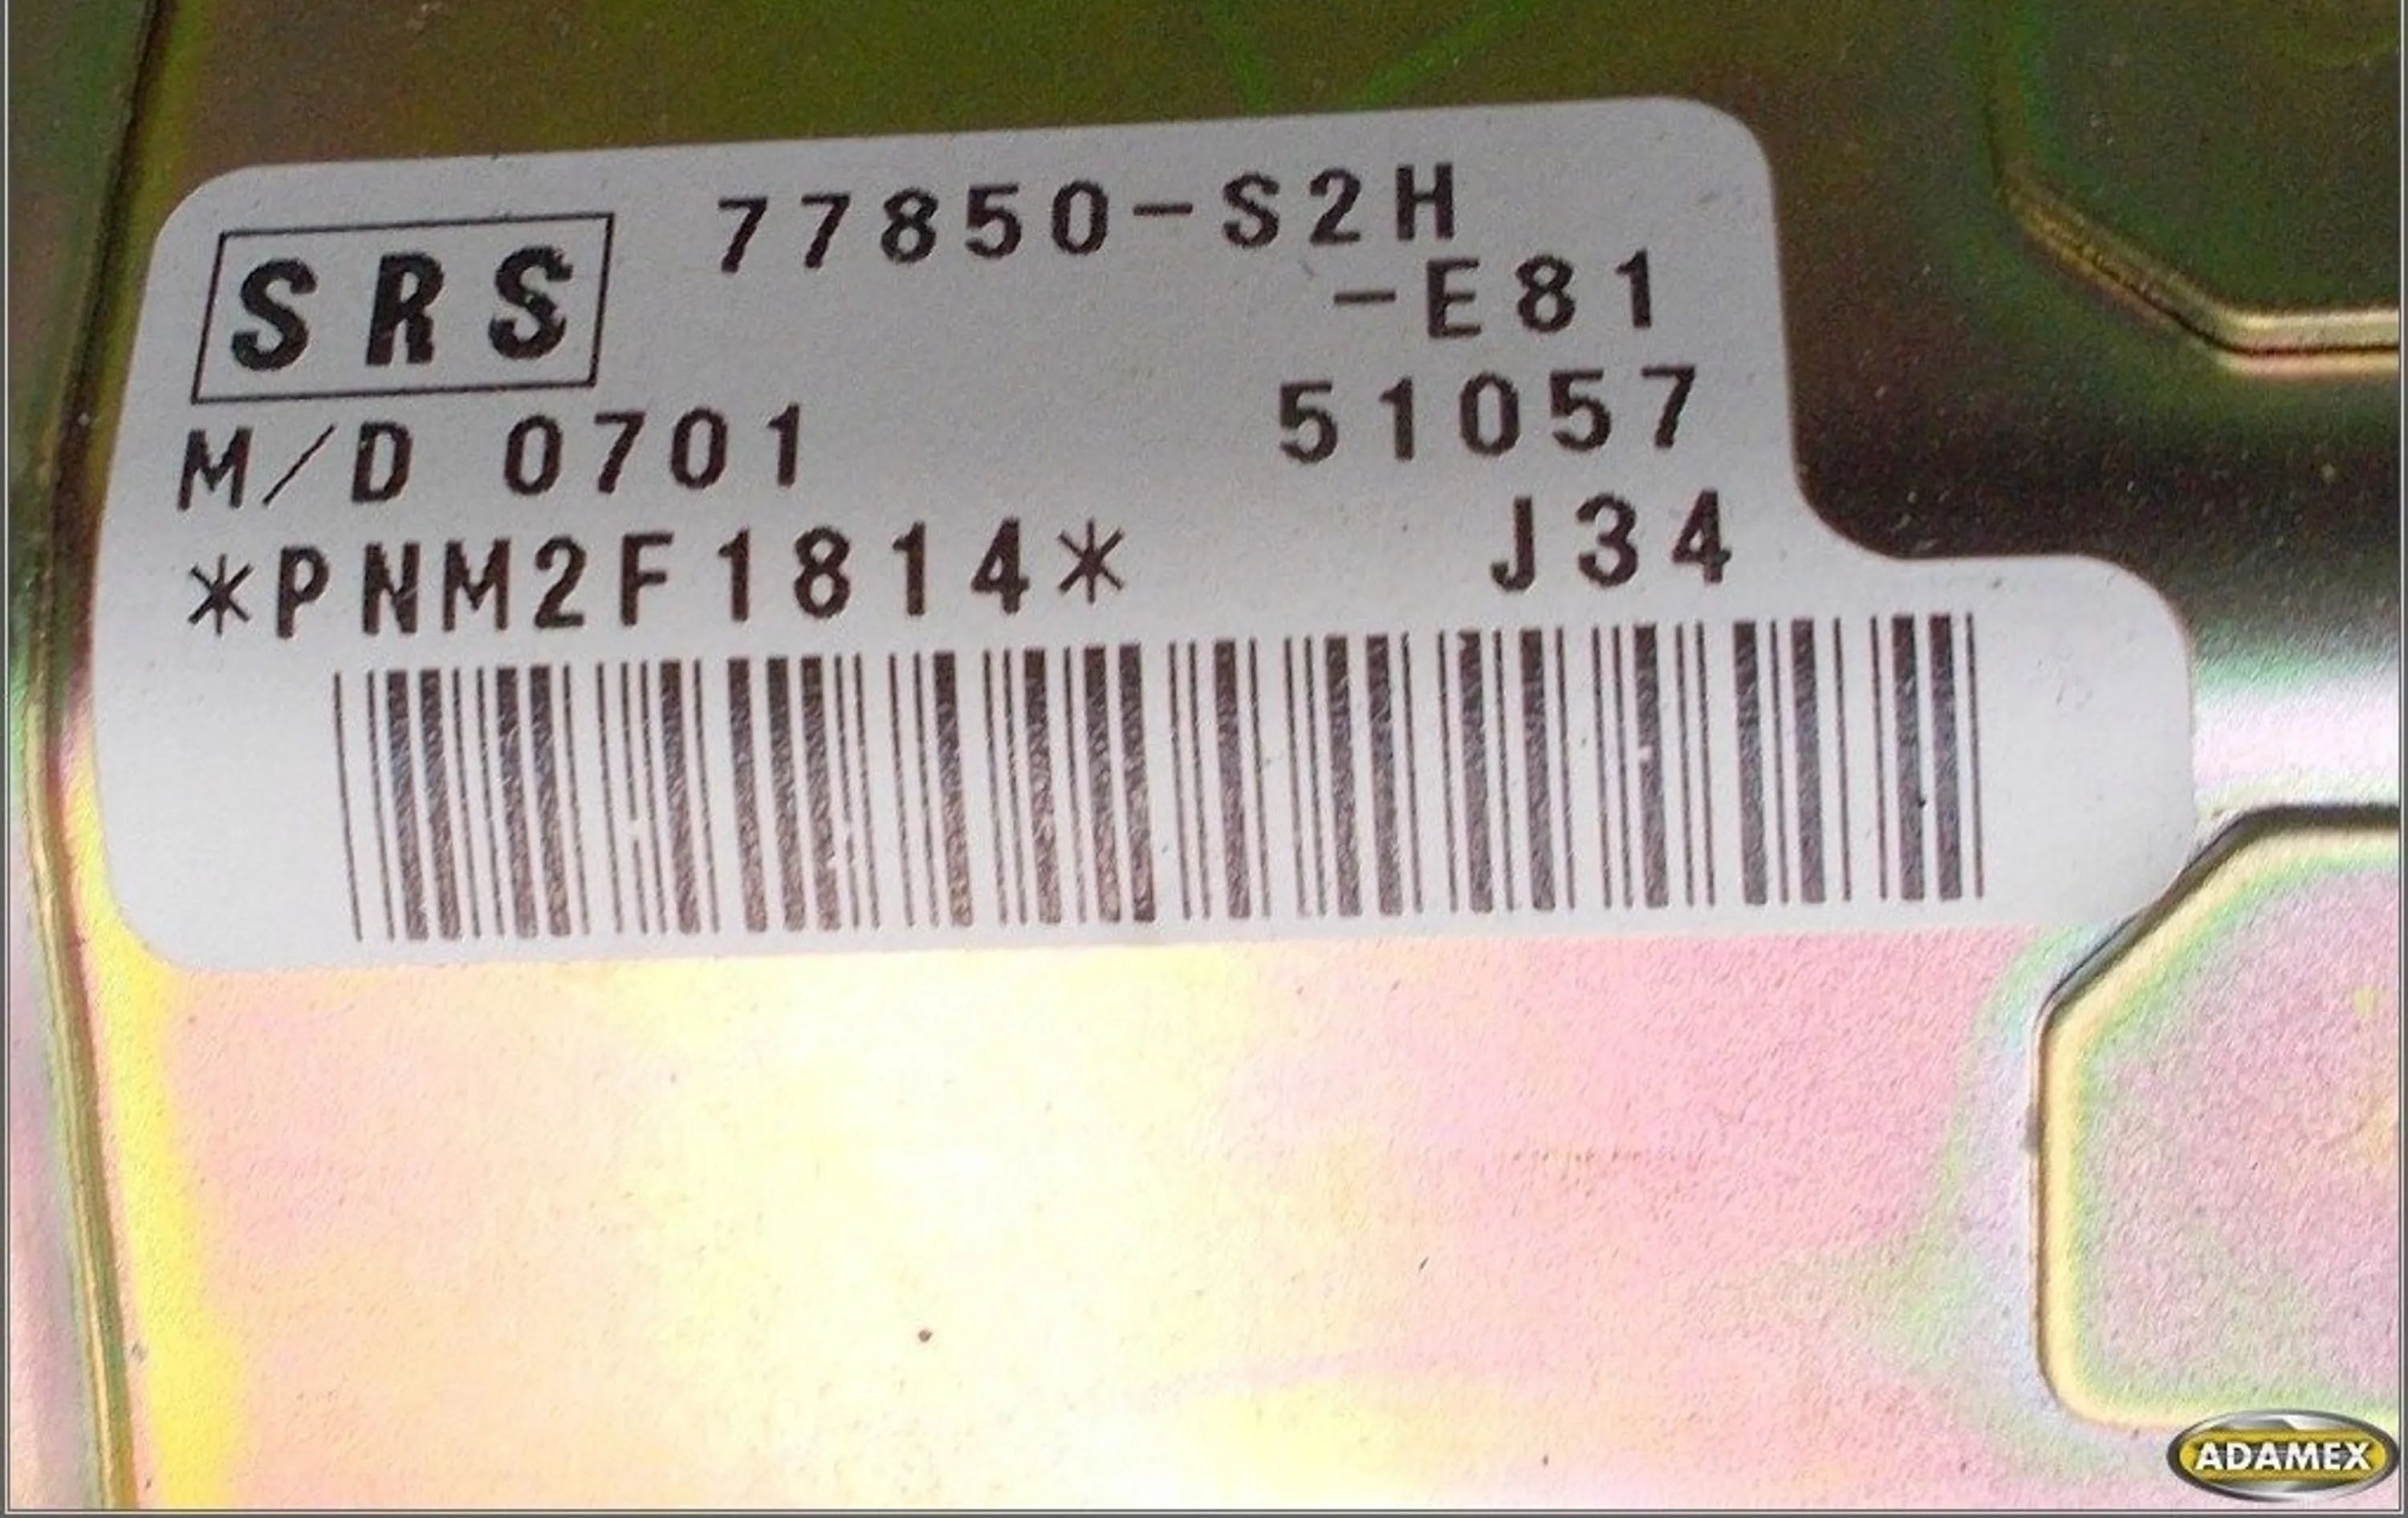 SRS 77850-S2H
-E81
M/D 0701 51057
*PNM2F1814* J34
ADAMEX